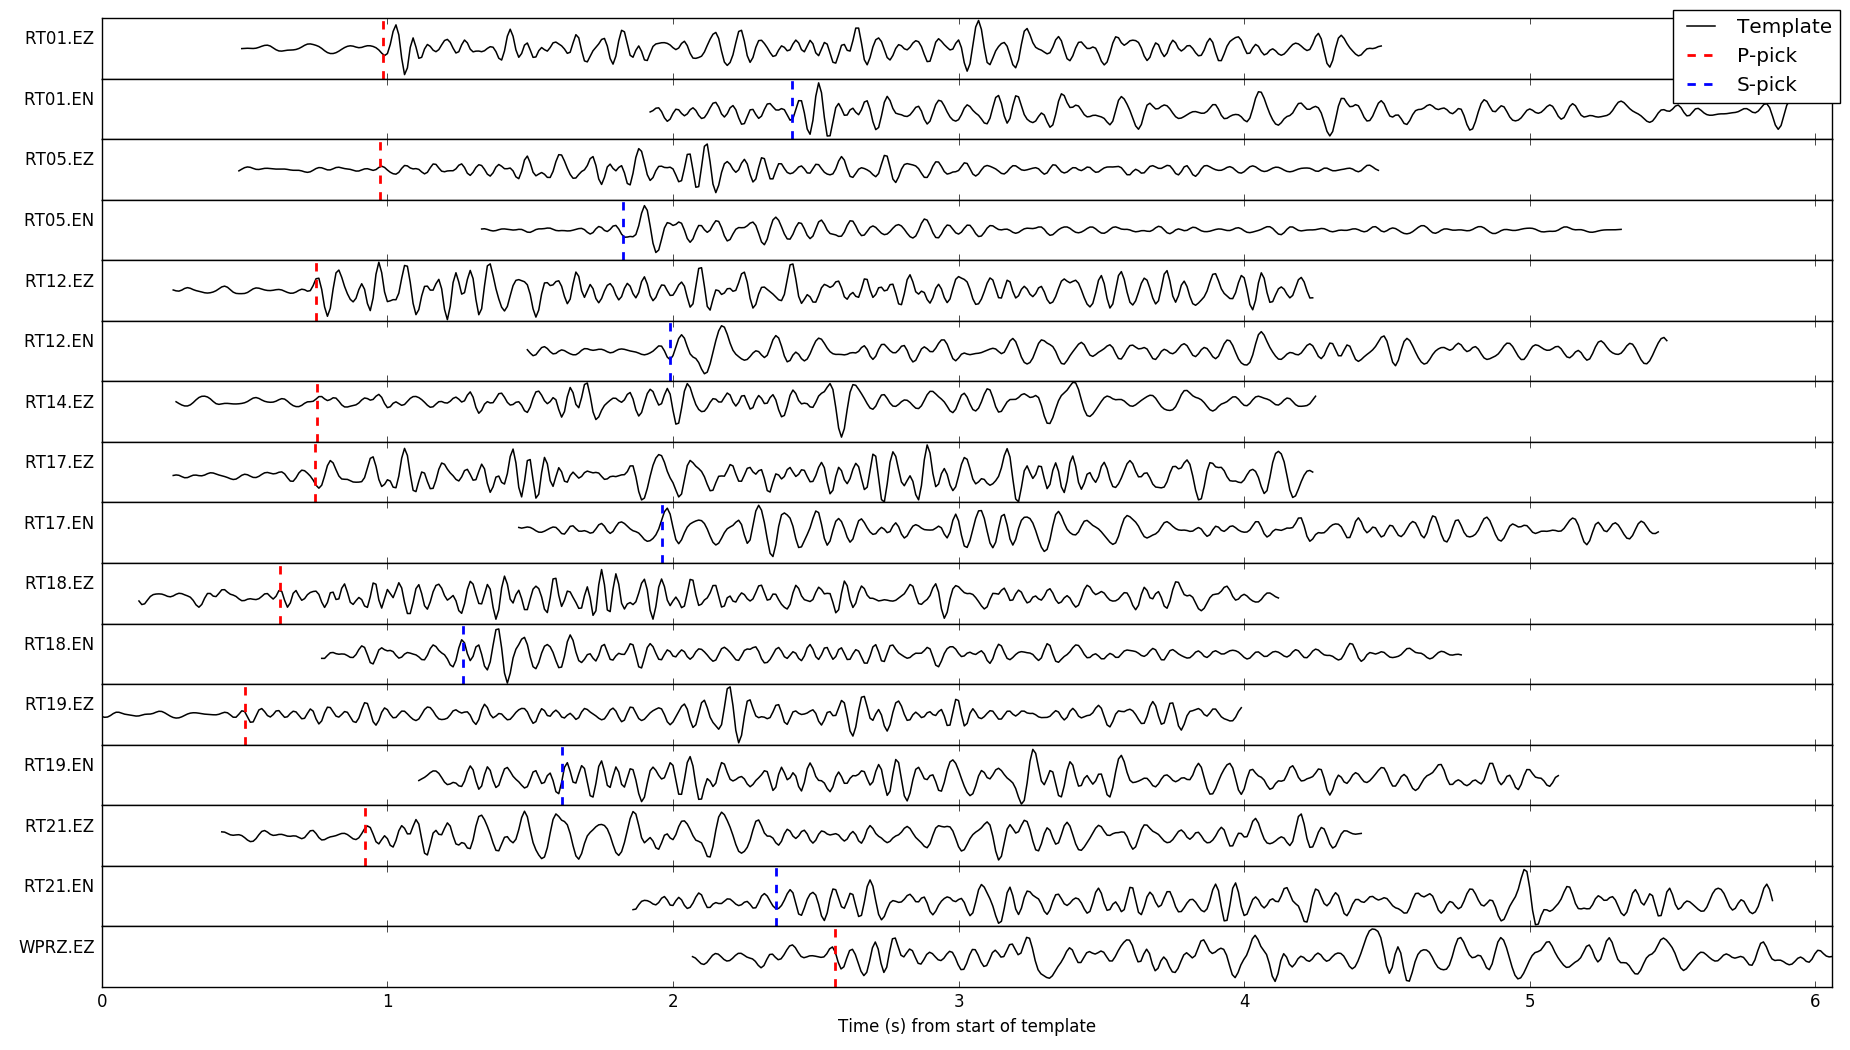 RT01.EZ
Template
P-pick
S-pick
RT01.EN
RT05.EZ
RT05.EN
RT12.EZ
RT12.EN
RT14.EZ
RT17.EZ
RT17.EN
RT18.EZ
RT18.EN
RT19.EZ
RT19.EN
RT21.EZ
RT21.EN
WPRZ.EZ
0 1 2 3 4 5 6
Time (s) from start of template